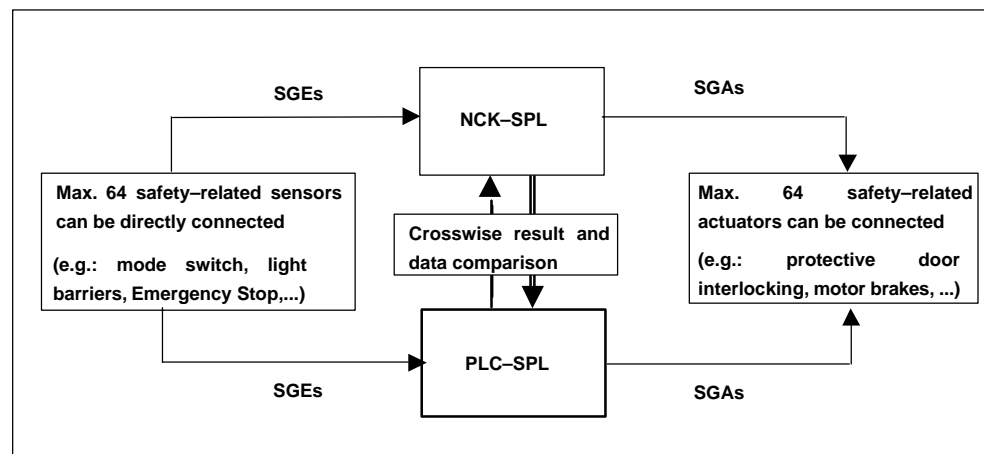 SGEs
SGAs
NCK–SPL
Max. 64 safety–related sensors
can be directly connected
(e.g.: mode switch, light
barriers, Emergency Stop,...)
Crosswise result and
data comparison
Max. 64 safety–related
actuators can be connected
(e.g.: protective door
interlocking, motor brakes, ...)
PLC–SPL
SGEs
SGAs